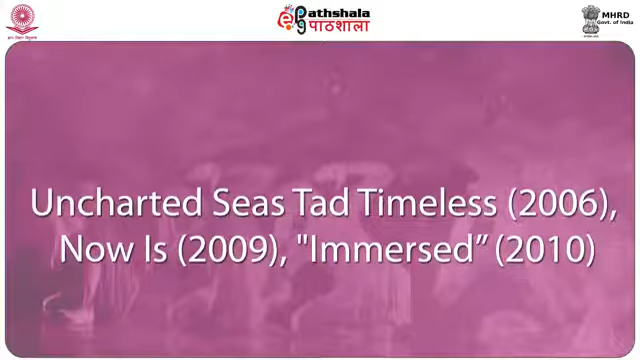 ePathshala
पाठशाला
MHRD
Govt. of India
Uncharted Seas Tad Timeless (2006),
Now Is (2009), "Immersed” (2010)